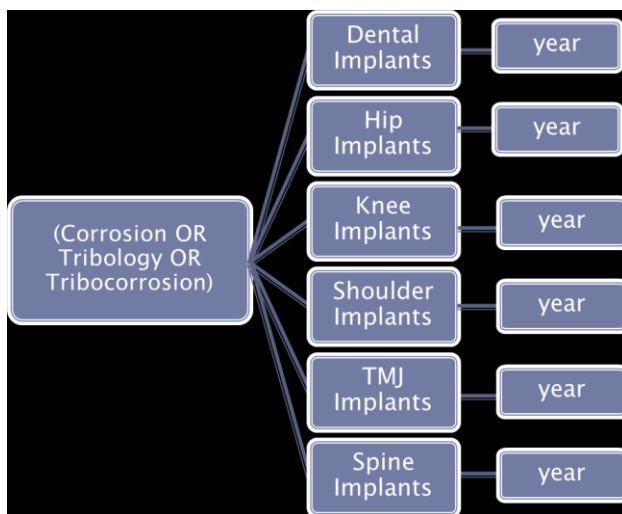 Dental
Implants
year
Hip
Implants
year
(Corrosion OR
Tribology OR
Tribocorrosion)
Knee
Implants
year
Shoulder
Implants
year
TMJ
Implants
year
Spine
Implants
year